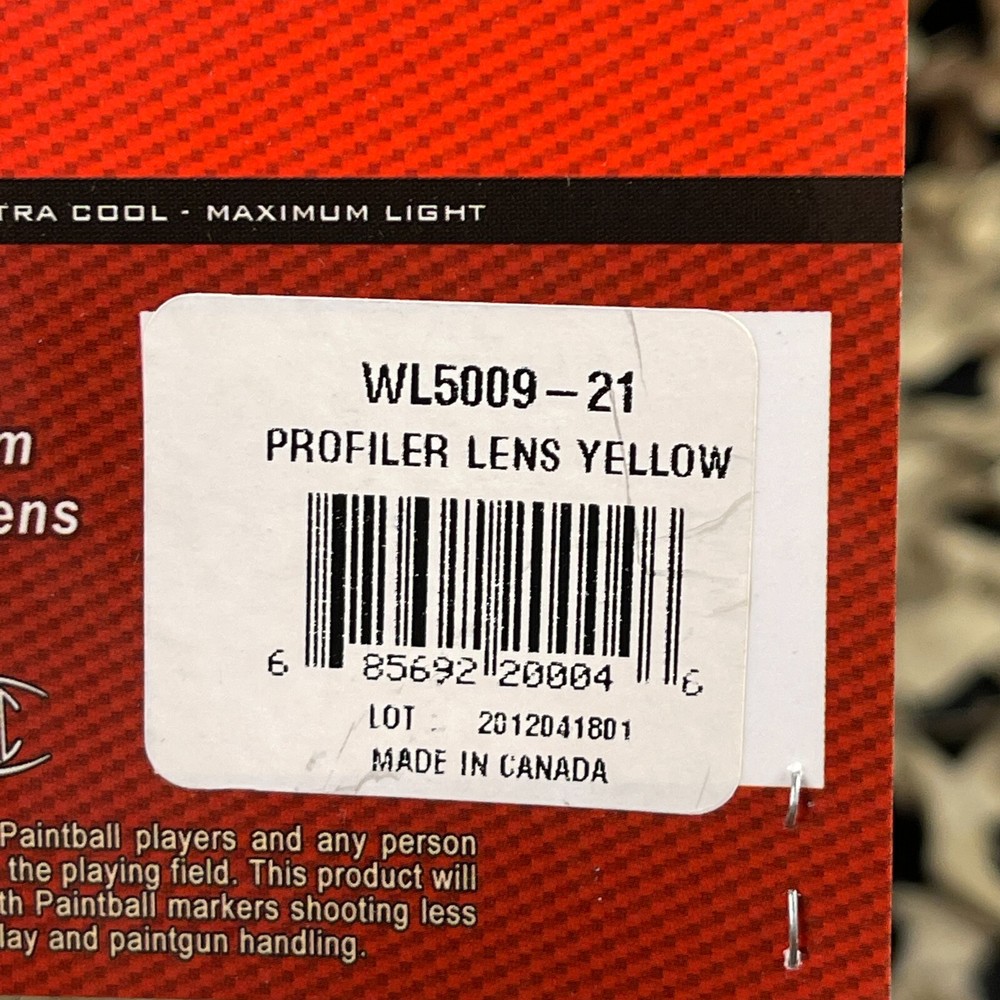 TRA COOL - MAXIMUM LIGHT
WL5009-21
PROFILER LENS YELLOW
m
ens
6 85692 20004 6
LOT : 2012041801
MADE IN CANADA
Paintball players and any person
the playing field. This product will
th Paintball markers shooting less
lay and paintgun handling.